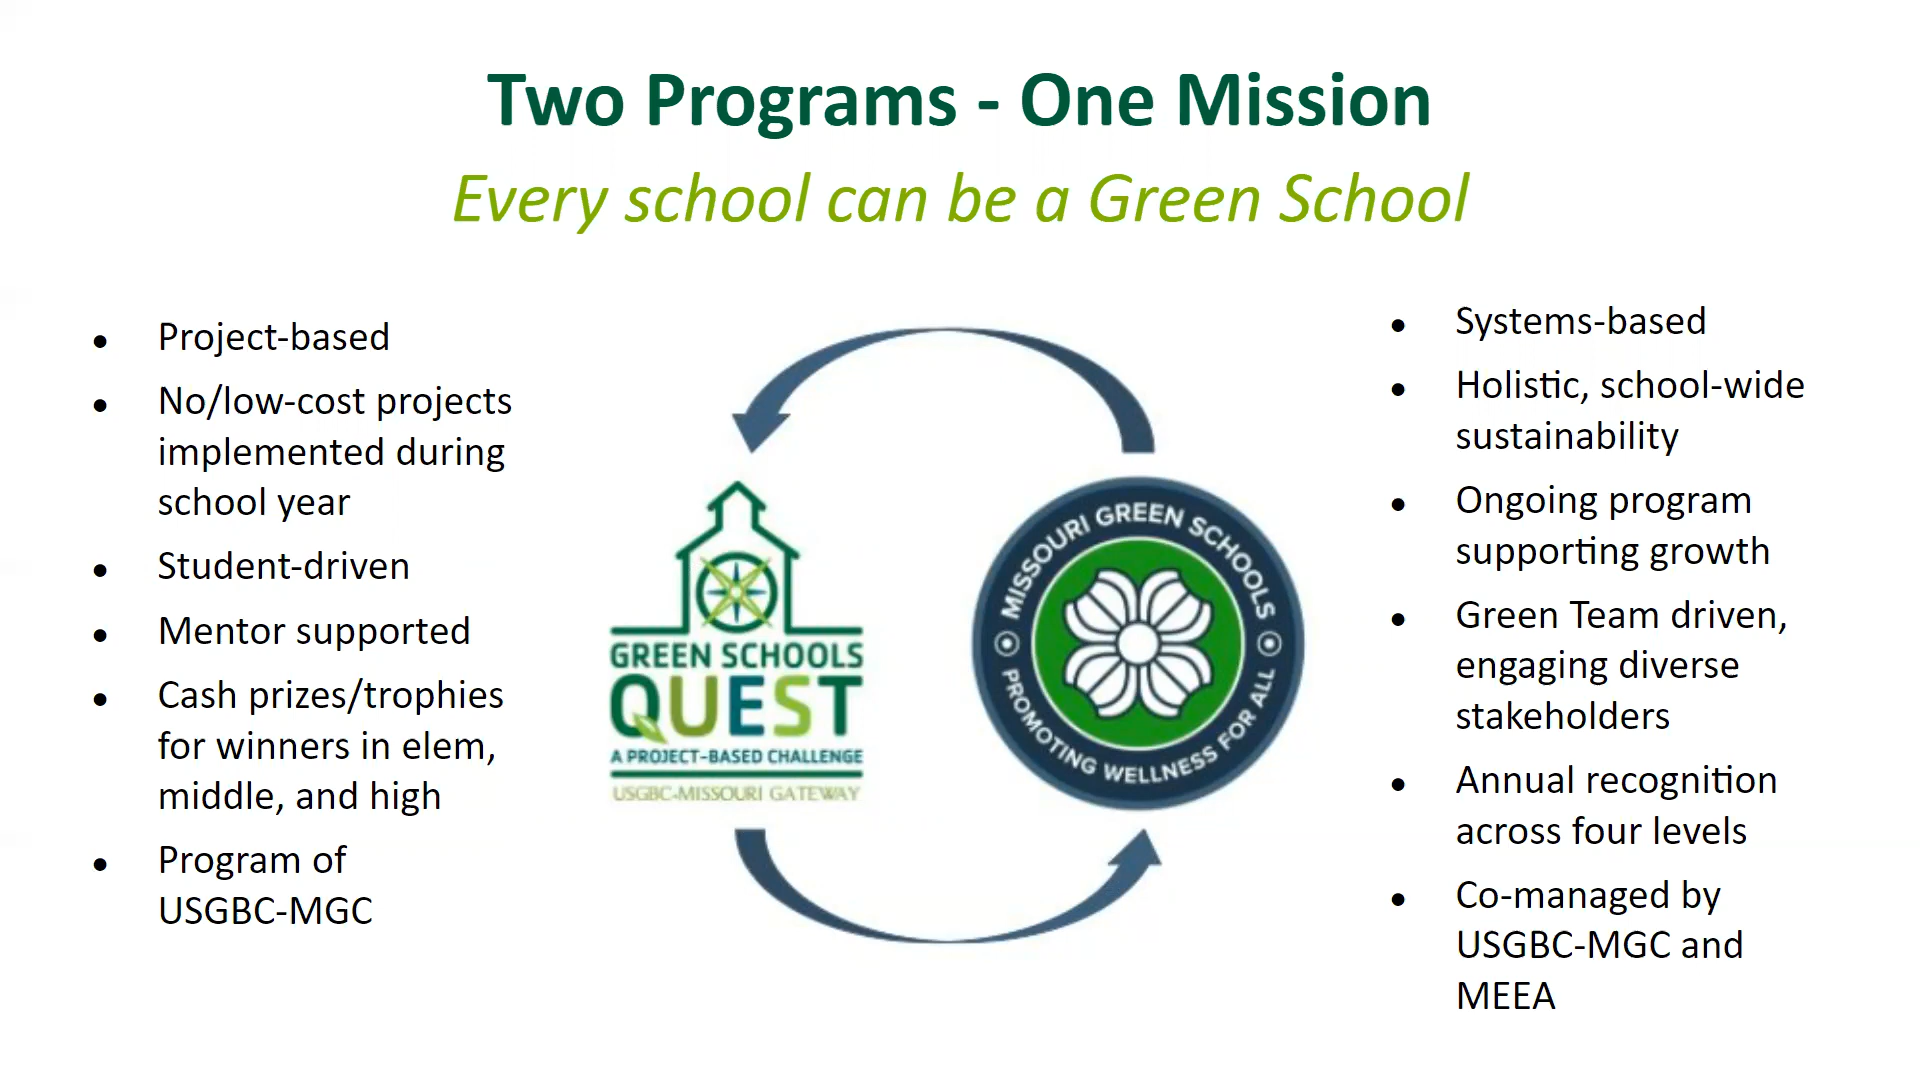 Two Programs - One Mission
Every school can be a Green School
● Project-based
● No/low-cost projects
implemented during
school year
● Student-driven
● Mentor supported
● Cash prizes/trophies
for winners in elem,
middle, and high
● Program of
USGBC-MGC
GREEN SCHOOLS
QUEST
A PROJECT-BASED CHALLENGE
USGBC-MISSOURI GATEWAY
MISSOURI GREEN SCHOOLS
PROMOTING WELLNESS FOR ALL
● Systems-based
● Holistic, school-wide
sustainability
● Ongoing program
supporting growth
● Green Team driven,
engaging diverse
stakeholders
● Annual recognition
across four levels
● Co-managed by
USGBC-MGC and
MEEA